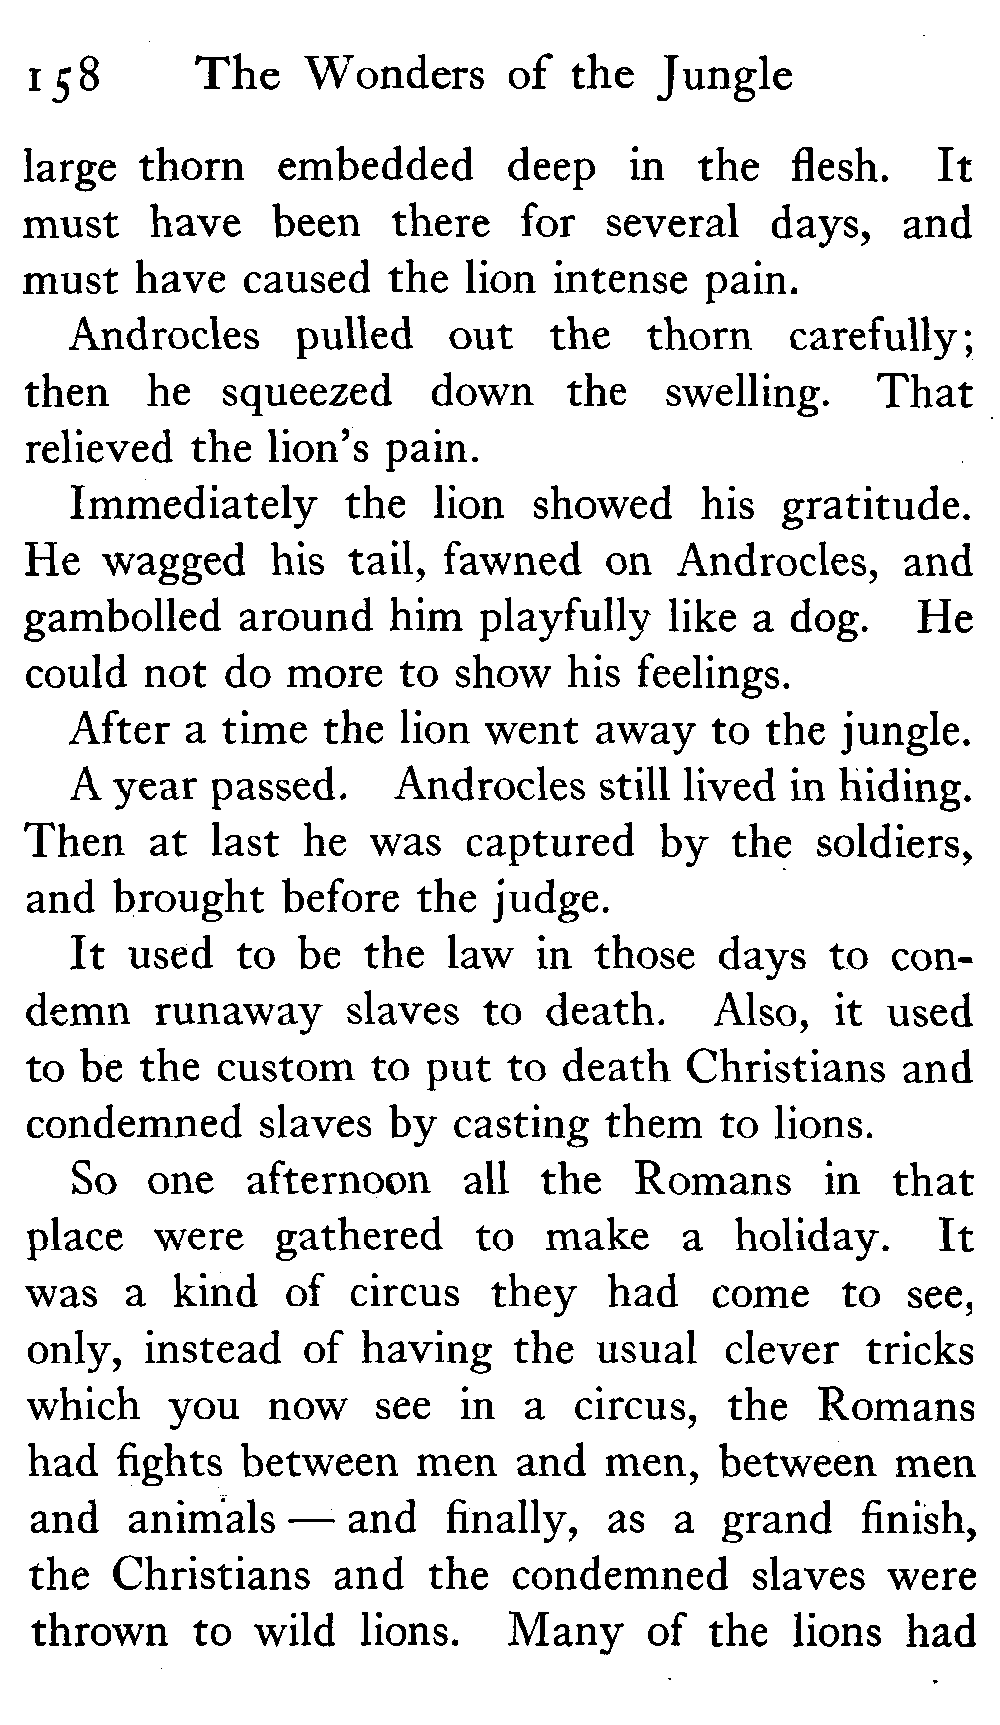 158 The Wonders of the Jungle
large thorn embedded deep in the flesh. It
must have been there for several days, and
must have caused the lion intense pain.
Androcles pulled out the thorn carefully;
then he squeezed down the swelling. That
relieved the lion's pain.
Immediately the lion showed his gratitude.
He wagged his tail, fawned on Androcles, and
gambolled around him playfully like a dog. He
could not do more to show his feelings.
After a time the lion went away to the jungle.
A year passed. Androcles still lived in hiding.
Then at last he was captured by the soldiers,
and brought before the judge.
It used to be the law in those days to con-
demn runaway slaves to death. Also, it used
to be the custom to put to death Christians and
condemned slaves by casting them to lions.
So one afternoon all the Romans in that
place were gathered to make a holiday. It
was a kind of circus they had come to see,
only, instead of having the usual clever tricks
which you now see in a circus, the Romans
had fights between men and men, between men
and animals — and finally, as a grand finish,
the Christians and the condemned slaves were
thrown to wild lions. Many of the lions had